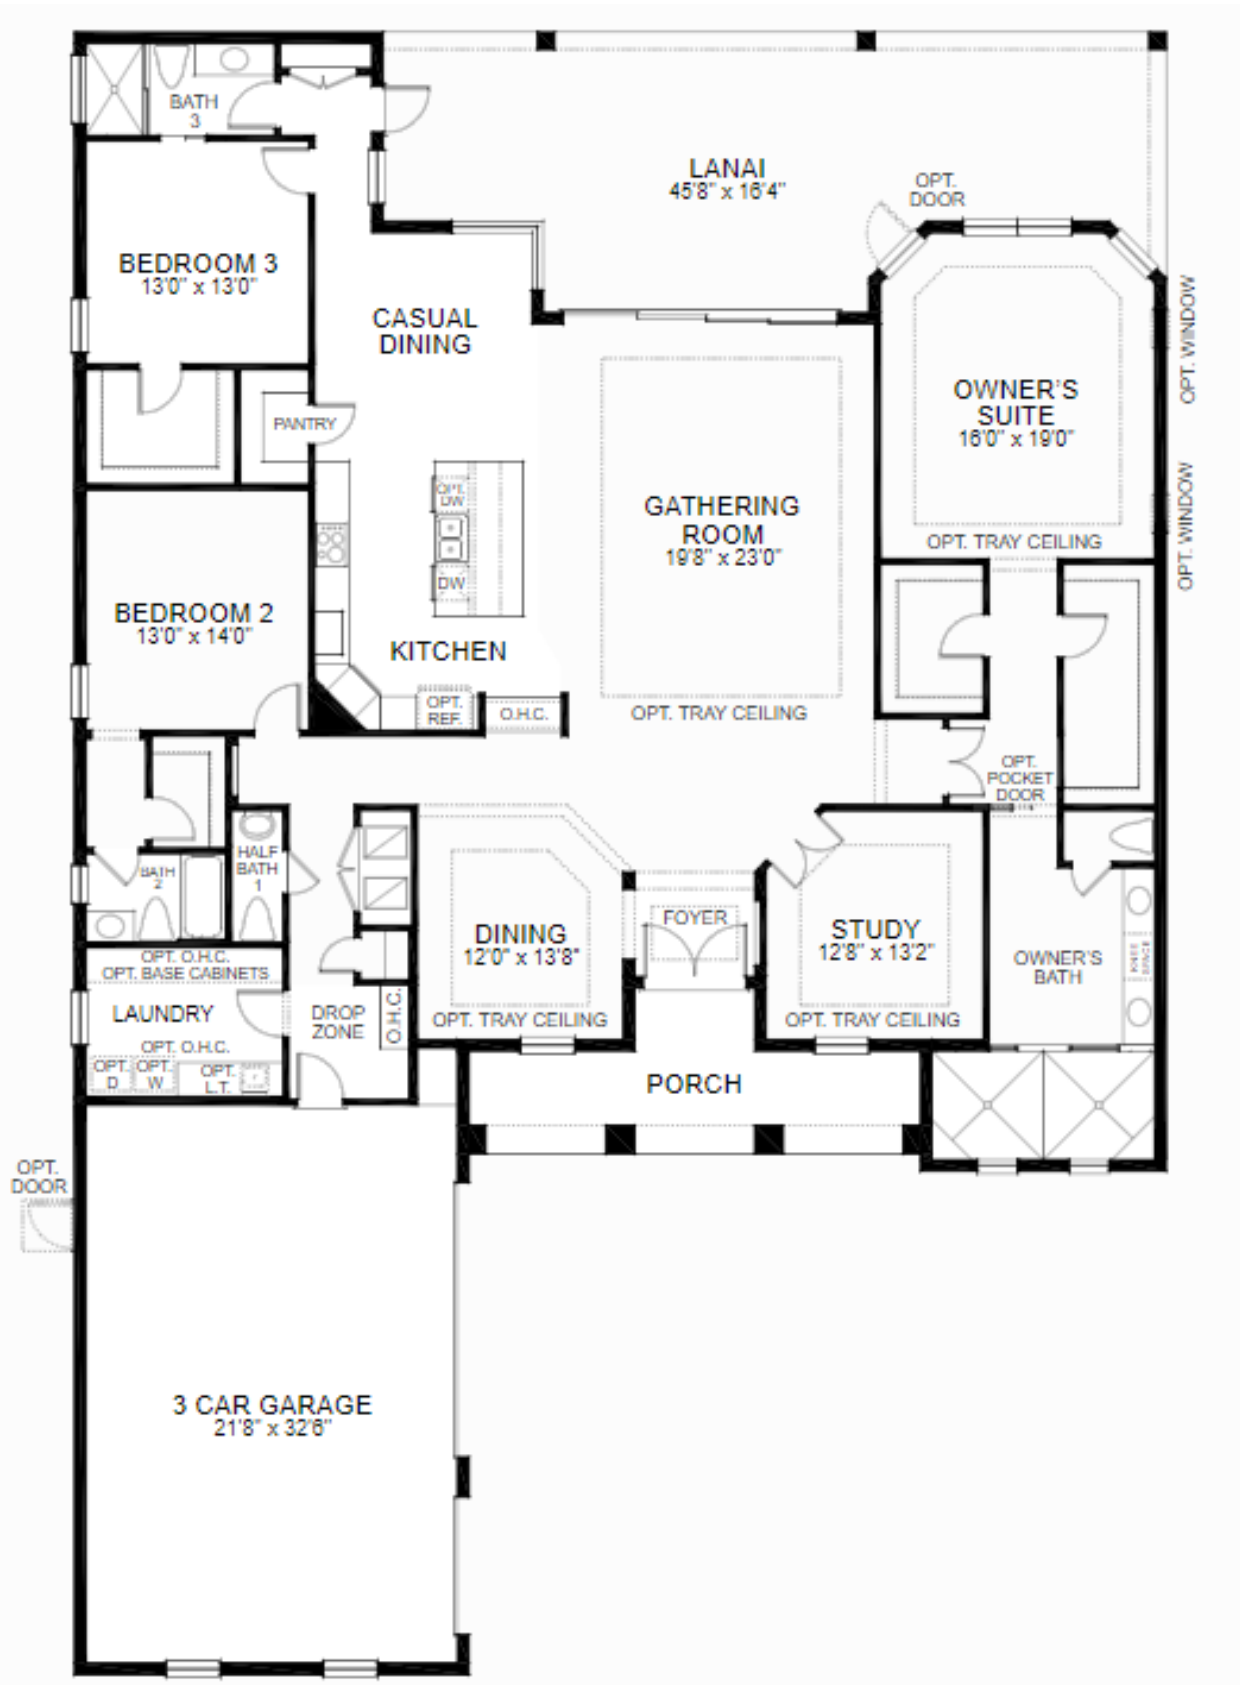 BATH
3
LANAI
45'8" x 16'4"
OPT.
DOOR
BEDROOM 3
13'0" x 13'0"
CASUAL
DINING
OPT. WINDOW
OWNER'S
SUITE
16'0" x 19'0"
PANTRY
OPT.
DW
GATHERING
ROOM
19'8" x 23'0"
OPT. WINDOW
OPT. TRAY CEILING
DW
BEDROOM 2
13'0" x 14'0"
KITCHEN
OPT.
REF.
O.H.C.
OPT. TRAY CEILING
OPT.
POCKET
DOOR
HALF
BATH
1
BATH
2
DINING
12'0" x 13'8"
FOYER
STUDY
12'8" x 13'2"
OWNER'S
BATH
KNEE
SPACE
OPT. O.H.C.
OPT. BASE CABINETS
LAUNDRY
DROP
ZONE
O.H.C.
OPT. TRAY CEILING
OPT. TRAY CEILING
OPT. O.H.C.
OPT.
D
OPT.
W
OPT.
L.T.
PORCH
OPT.
DOOR
3 CAR GARAGE
21'8" x 32'6"